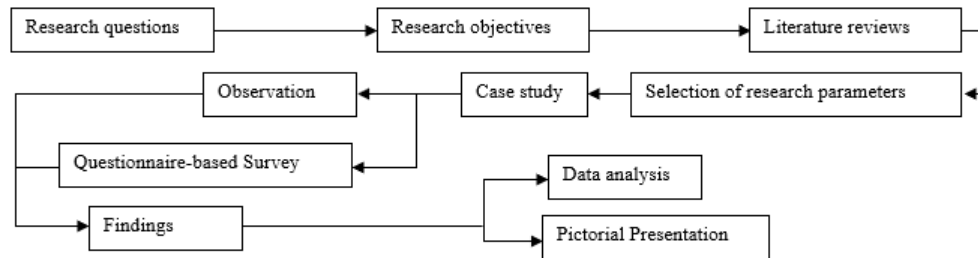 Research questions
Research objectives
Literature reviews
Observation
Case study
Selection of research parameters
Questionnaire-based Survey
Data analysis
Findings
Pictorial Presentation